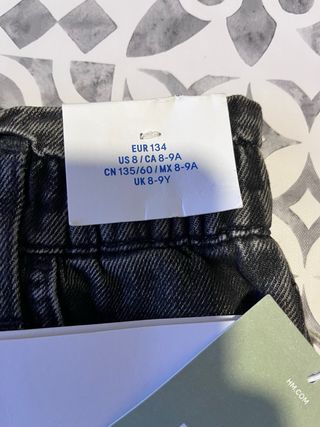 EUR 134
US 8 / CA 8-9A
CN 135/60 / MX 8-9A
UK 8-9Y
HM.COM